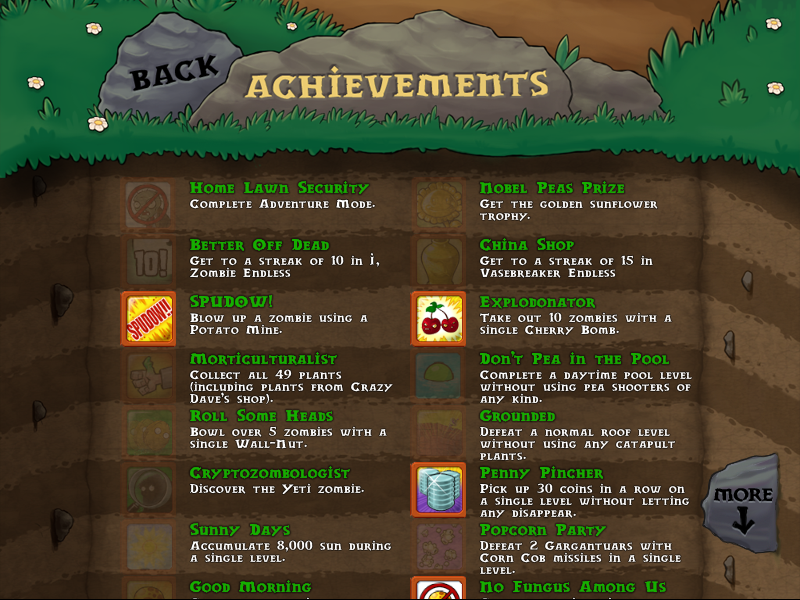 BACK
ACHIEVEMENTS
Home Lawn Security
Complete Adventure Mode.
Nobel Peas Prize
Get the golden sunflower
trophy.
Better Off Dead
Get to a streak of 10 in I,
Zombie Endless
10!
China Shop
Get to a streak of 15 in
Vasebreaker Endless
SPUDOW!
Blow up a zombie using a
Potato Mine.
SPUDOW!
Explodonator
Take out 10 zombies with a
single Cherry Bomb.
Morticulturalist
Collect all 49 plants
(including plants from Crazy
Dave's shop).
Don't Pea in the Pool
Complete a daytime pool level
without using pea shooters of
any kind.
Roll Some Heads
Bowl over 5 zombies with a
single Wall-Nut.
Grounded
Defeat a normal roof level
without using any catapult
plants.
Cryptozombologist
Discover the Yeti zombie.
Penny Pincher
Pick up 30 coins in a row on
a single level without letting
any disappear.
MORE
Sunny Days
Accumulate 8,000 sun during
a single level.
Popcorn Party
Defeat 2 Gargantuars with
Corn Cob missiles in a single
level.
Good Morning
No Fungus Among Us